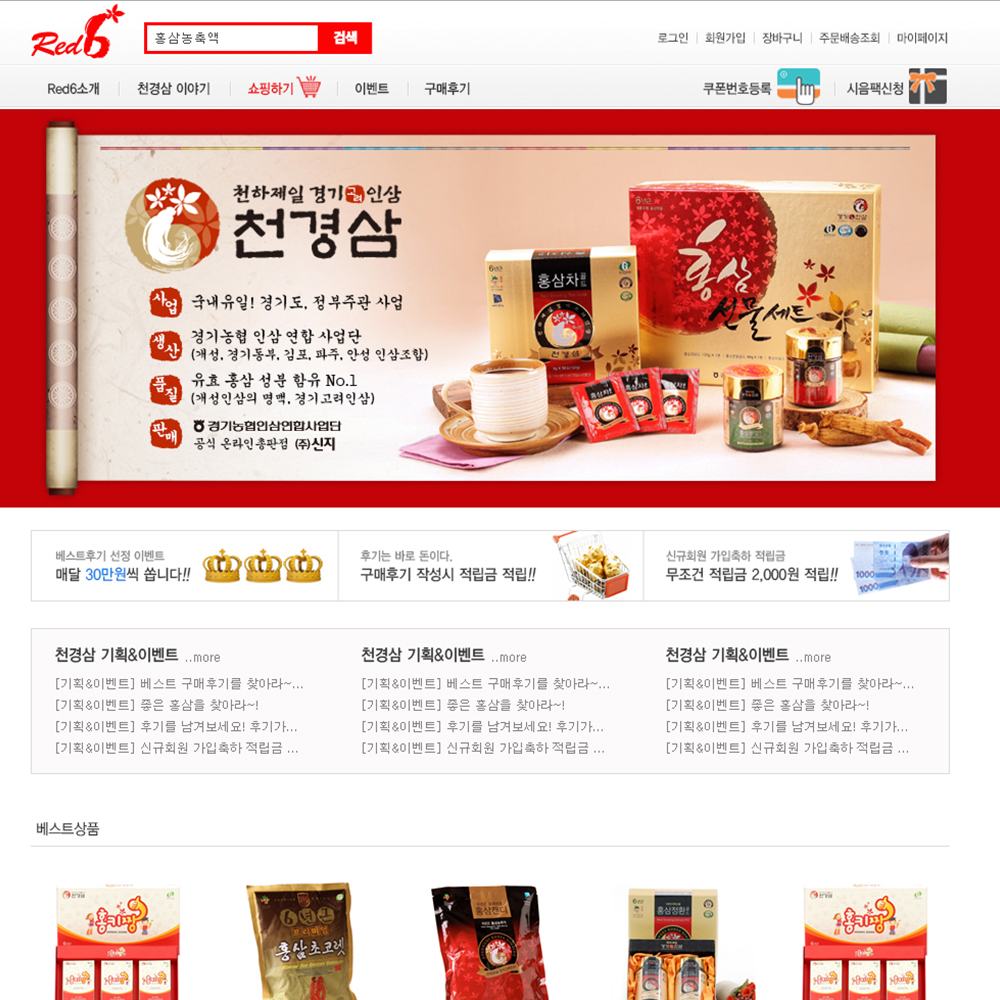 Red6
홍삼농축액
검색
로그인
회원가입
장바구니
주문배송조회
마이페이지
Red6소개
천경삼 이야기
쇼핑하기
이벤트
구매후기
쿠폰번호등록
시음팩신청
천하제일 경기고려인삼
천경삼
사업 국내유일! 경기도, 정부주관 사업
생산 경기농협 인삼 연합 사업단
(개성, 경기동부, 김포, 파주, 안성 인삼조합)
품질 유효 홍삼 성분 함유 No.1
(개성인삼의 명맥, 경기고려인삼)
판매 경기농협인삼연합사업단
공식 온라인총판점 (주)신지
6년근
홍삼차
골드
천경삼
홍삼차
홍삼차
홍삼차
6년근
홍삼
선물세트
베스트후기 선정 이벤트
매달 30만원씩 쏩니다!!
후기는 바로 돈이다.
구매후기 작성시 적립금 적립!!
신규회원 가입축하 적립금
무조건 적립금 2,000원 적립!!
1000
1000
천경삼 기획&이벤트 ..more
[기획&이벤트] 베스트 구매후기를 찾아라~...
[기획&이벤트] 좋은 홍삼을 찾아라~!
[기획&이벤트] 후기를 남겨보세요! 후기가...
[기획&이벤트] 신규회원 가입축하 적립금 ...
천경삼 기획&이벤트 ..more
[기획&이벤트] 베스트 구매후기를 찾아라~...
[기획&이벤트] 좋은 홍삼을 찾아라~!
[기획&이벤트] 후기를 남겨보세요! 후기가...
[기획&이벤트] 신규회원 가입축하 적립금 ...
천경삼 기획&이벤트 ..more
[기획&이벤트] 베스트 구매후기를 찾아라~...
[기획&이벤트] 좋은 홍삼을 찾아라~!
[기획&이벤트] 후기를 남겨보세요! 후기가...
[기획&이벤트] 신규회원 가입축하 적립금 ...
베스트상품
홍키짱
6년근
프리미엄
홍삼초코렛
홍삼캔디
홍삼정환
홍키짱